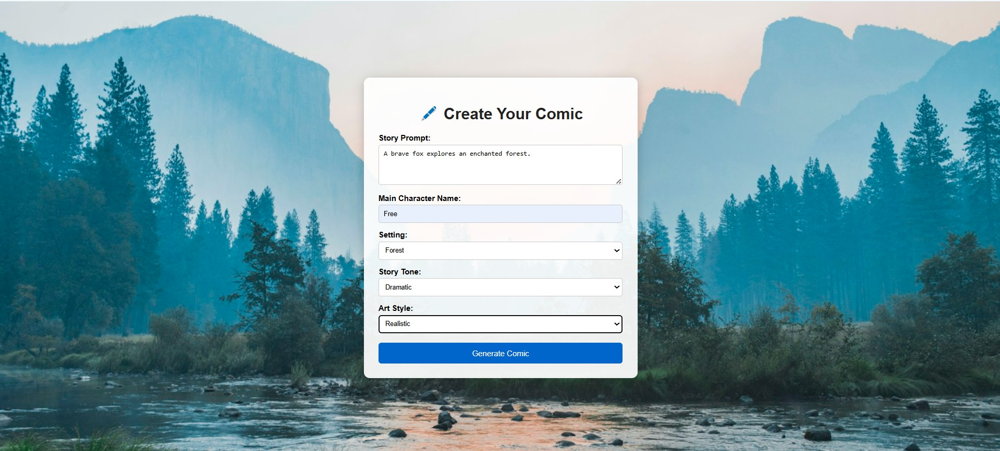 Create Your Comic
Story Prompt:
A brave fox explores an enchanted forest.
Main Character Name:
Free
Setting:
Forest
Story Tone:
Dramatic
Art Style:
Realistic
Generate Comic